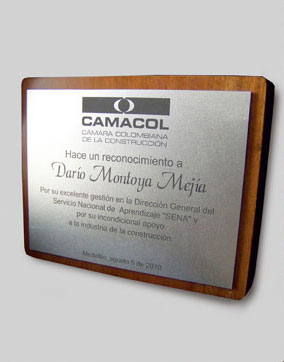 CAMACOL
CÁMARA COLOMBIANA
DE LA CONSTRUCCIÓN
Hace un reconocimiento a
Darío Montoya Mejía
Por su excelente gestión en la Dirección General del
Servicio Nacional de Aprendizaje "SENA" y
por su incondicional apoyo
a la industria de la construcción.
Medellín, agosto 5 de 2010